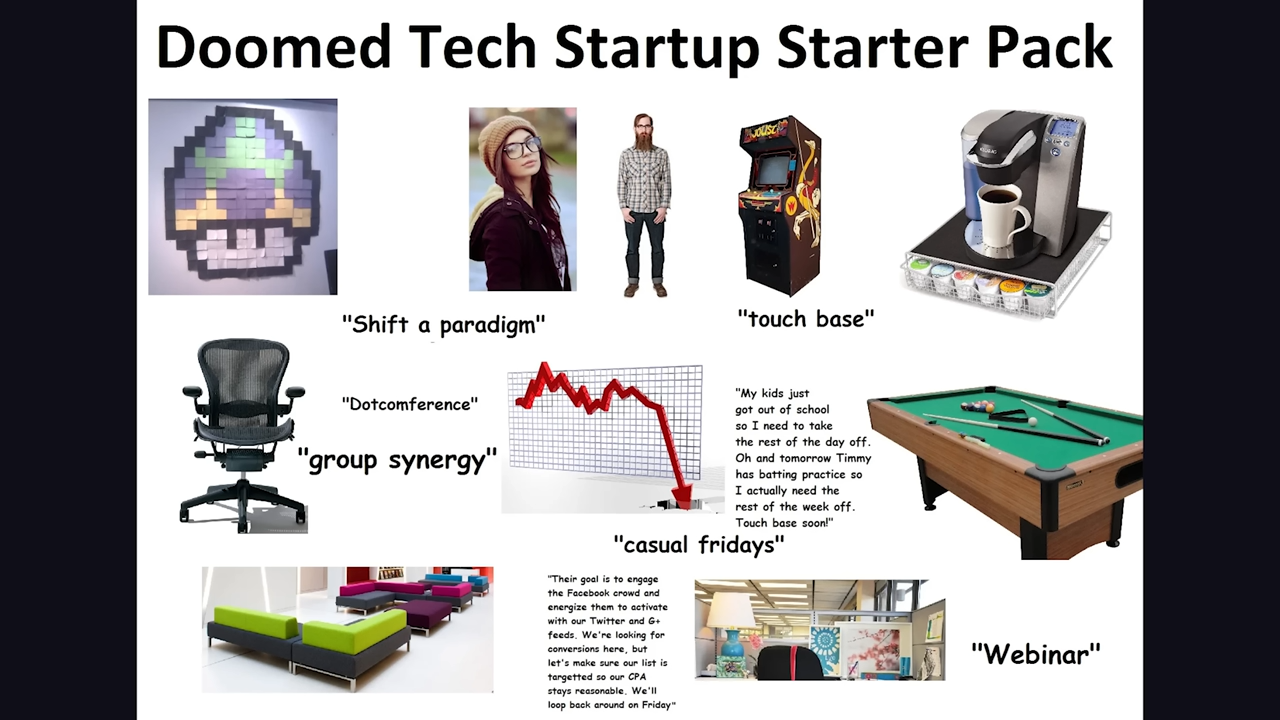 Doomed Tech Startup Starter Pack
JOUST
"Shift a paradigm"
"touch base"
"Dotcomference"
"group synergy"
"My kids just
got out of school
so I need to take
the rest of the day off.
Oh and tomorrow Timmy
has batting practice so
I actually need the
rest of the week off.
Touch base soon!"
"casual fridays"
"Their goal is to engage
the Facebook crowd and
energize them to activate
with our Twitter and G+
feeds. We're looking for
conversions here, but
let's make sure our list is
targetted so our CPA
stays reasonable. We'll
loop back around on Friday"
"Webinar"